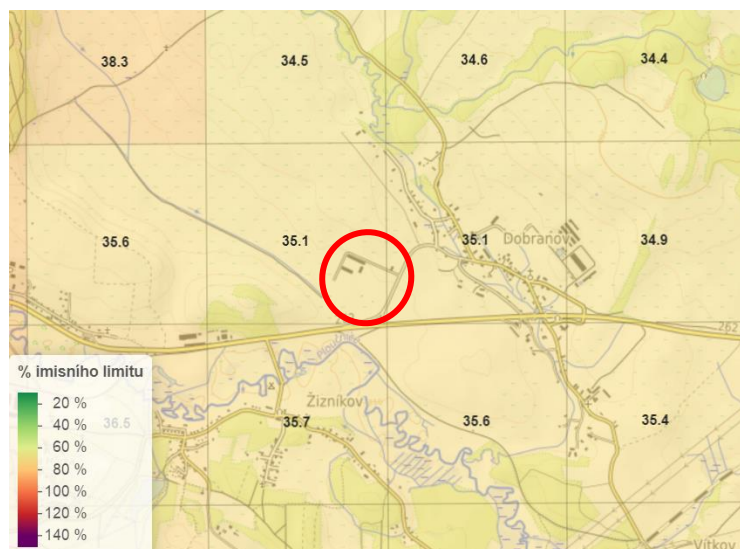 38.3 34.5 34.6 34.4
35.6 35.1 35.1 Dobranov 34.9
262
% imisního limitu
20 %
40 %
60 %
80 %
100 %
120 %
140 %
36.5 Žizníkov 35.7 35.6 35.4
Vítkov